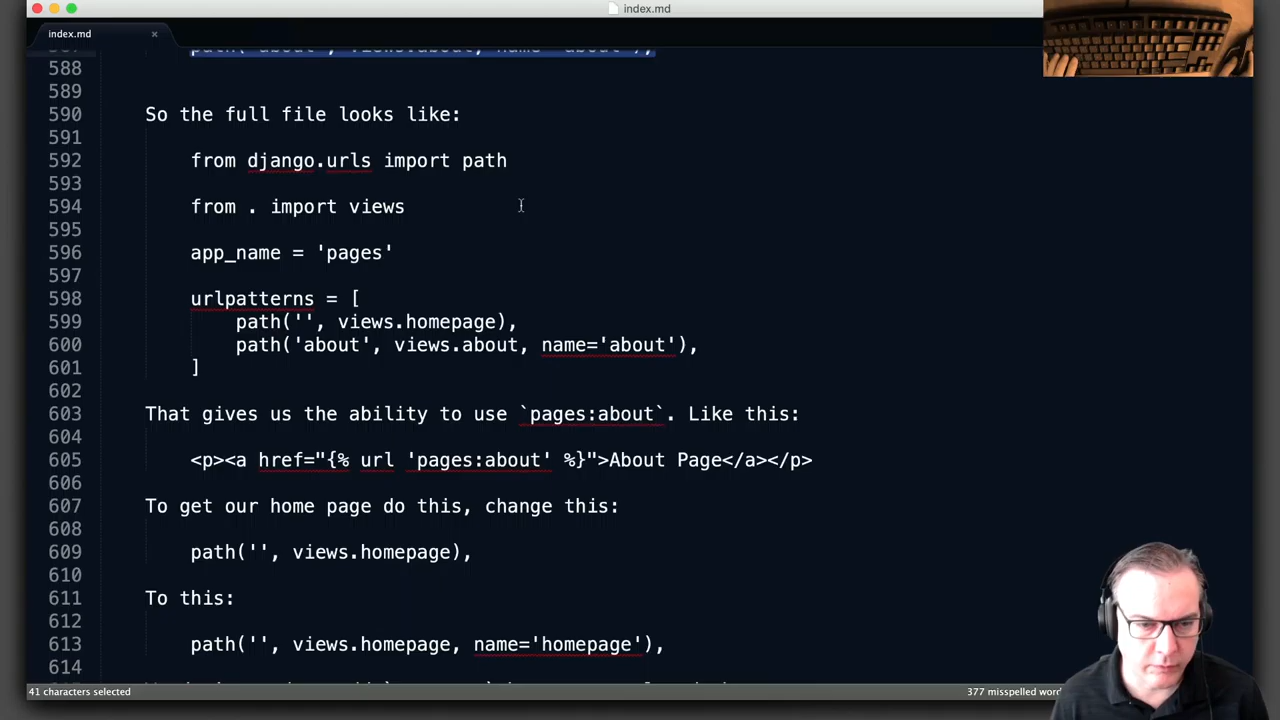 index.md
index.md
588
589
590 So the full file looks like:
591
592 from django.urls import path
593
594 from . import views
595
596 app_name = 'pages'
597
598 urlpatterns = [
599 path('', views.homepage),
600 path('about', views.about, name='about'),
601 ]
602
603 That gives us the ability to use `pages:about`. Like this:
604
605 <p><a href="{% url 'pages:about' %}">About Page</a></p>
606
607 To get our home page do this, change this:
608
609 path('', views.homepage),
610
611 To this:
612
613 path('', views.homepage, name='homepage'),
614
41 characters selected
377 misspelled